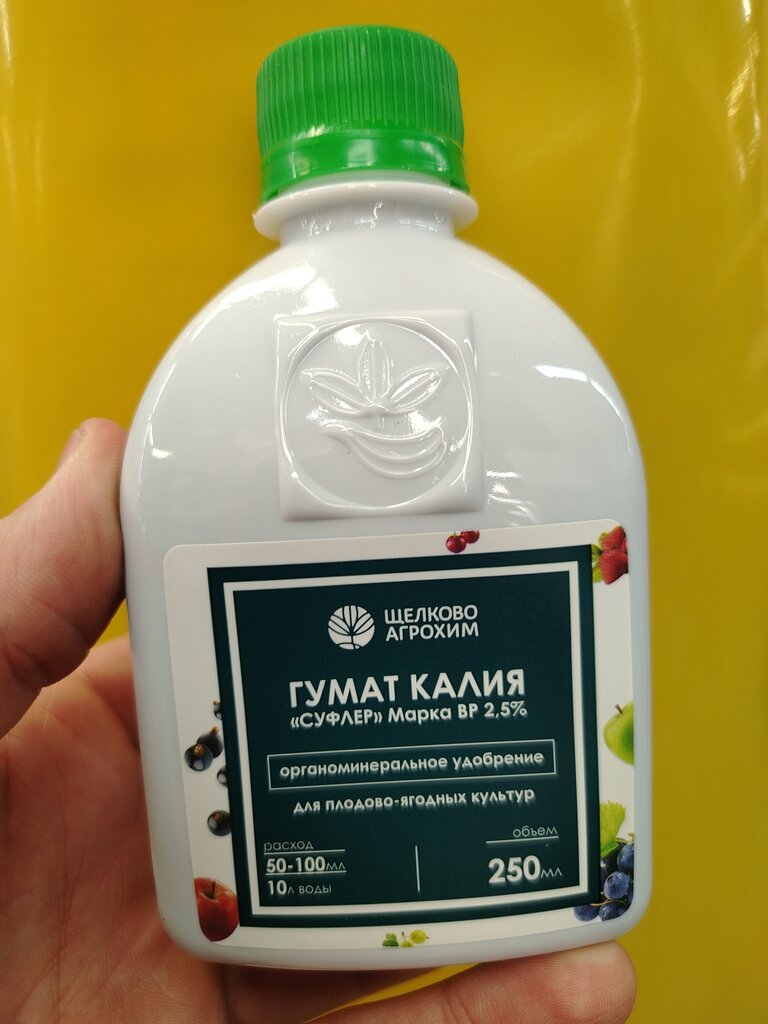 ЩЕЛКОВО
АГРОХИМ
ГУМАТ КАЛИЯ
«СУФЛЕР» Марка ВР 2,5%
органоминеральное удобрение
для плодово-ягодных культур
расход
50-100мл
10л воды
объем
250мл